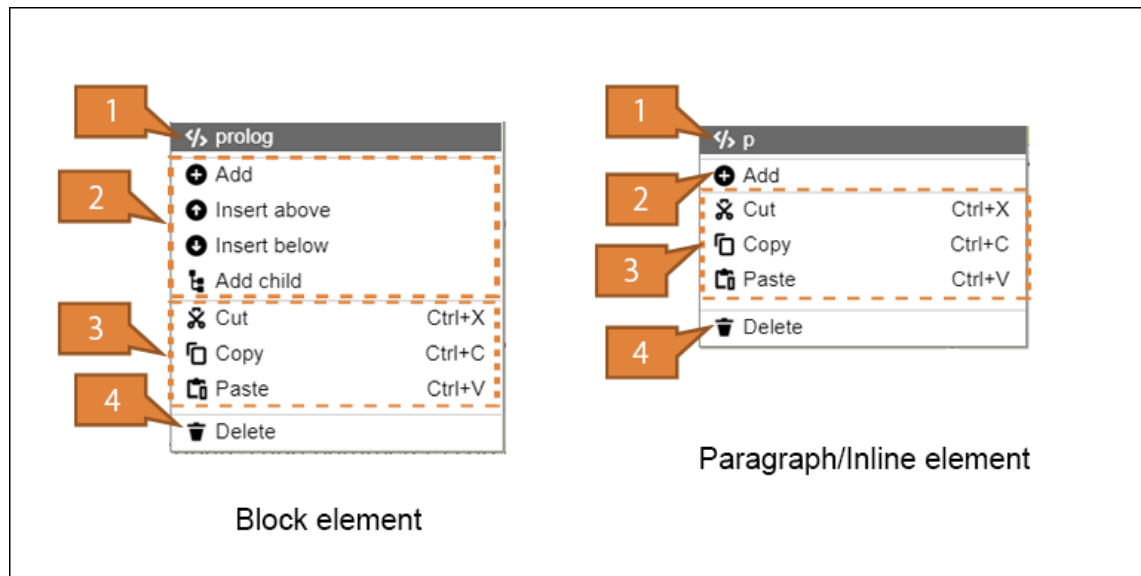 1
</> prolog
2
Add
Insert above
Insert below
Add child
3
Cut Ctrl+X
Copy Ctrl+C
Paste Ctrl+V
4
Delete
Block element
1
</> p
2
Add
3
Cut Ctrl+X
Copy Ctrl+C
Paste Ctrl+V
4
Delete
Paragraph/Inline element